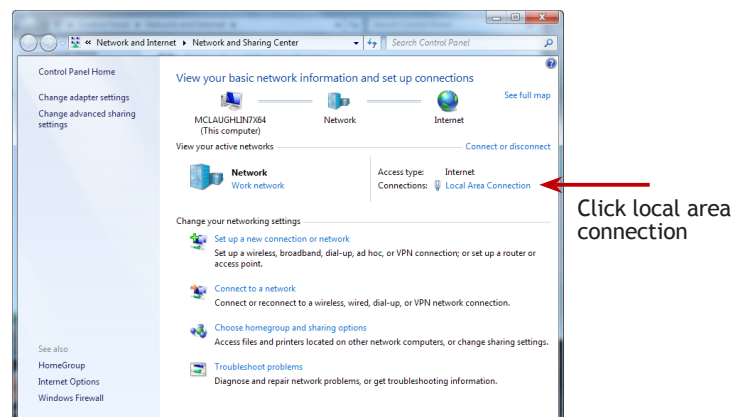 « Network and Internet ▸ Network and Sharing Center
Search Control Panel
Control Panel Home
Change adapter settings
Change advanced sharing
settings
View your basic network information and set up connections
See full map
MCLAUGHLIN7X64
(This computer)
Network
Internet
View your active networks
Connect or disconnect
Network
Work network
Access type: Internet
Connections: Local Area Connection
Click local area
connection
Change your networking settings
Set up a new connection or network
Set up a wireless, broadband, dial-up, ad hoc, or VPN connection; or set up a router or
access point.
Connect to a network
Connect or reconnect to a wireless, wired, dial-up, or VPN network connection.
Choose homegroup and sharing options
Access files and printers located on other network computers, or change sharing settings.
Troubleshoot problems
Diagnose and repair network problems, or get troubleshooting information.
See also
HomeGroup
Internet Options
Windows Firewall